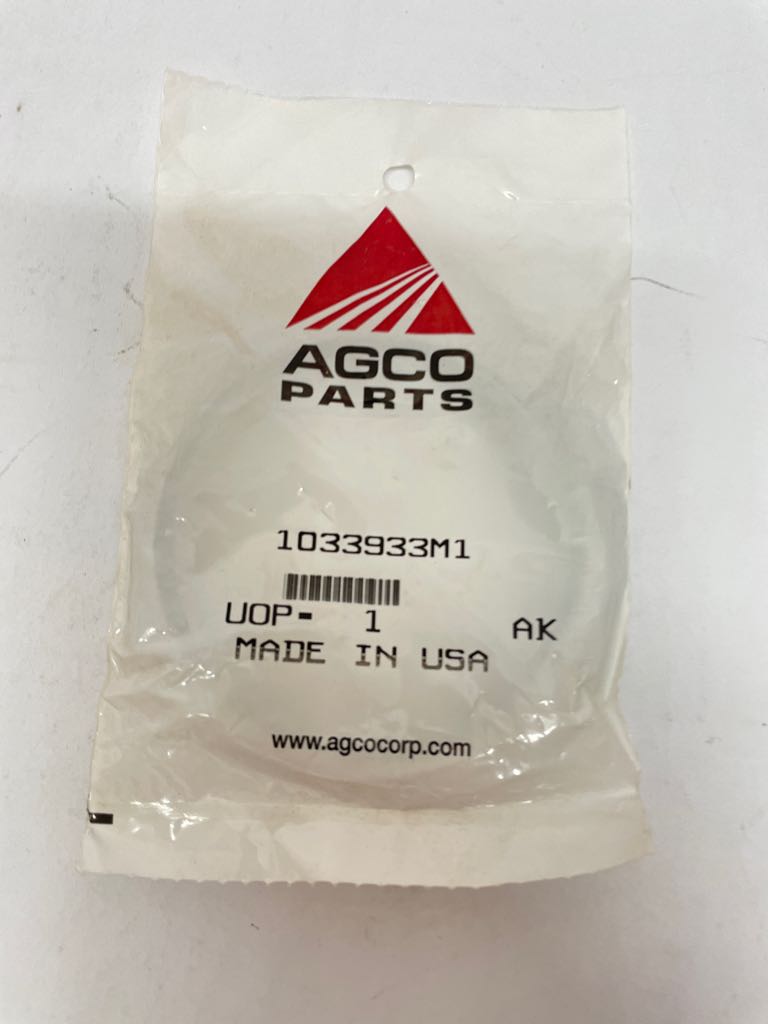 AGCO
PARTS
1033933M1
UOP- 1 AK
MADE IN USA
www.agcocorp.com